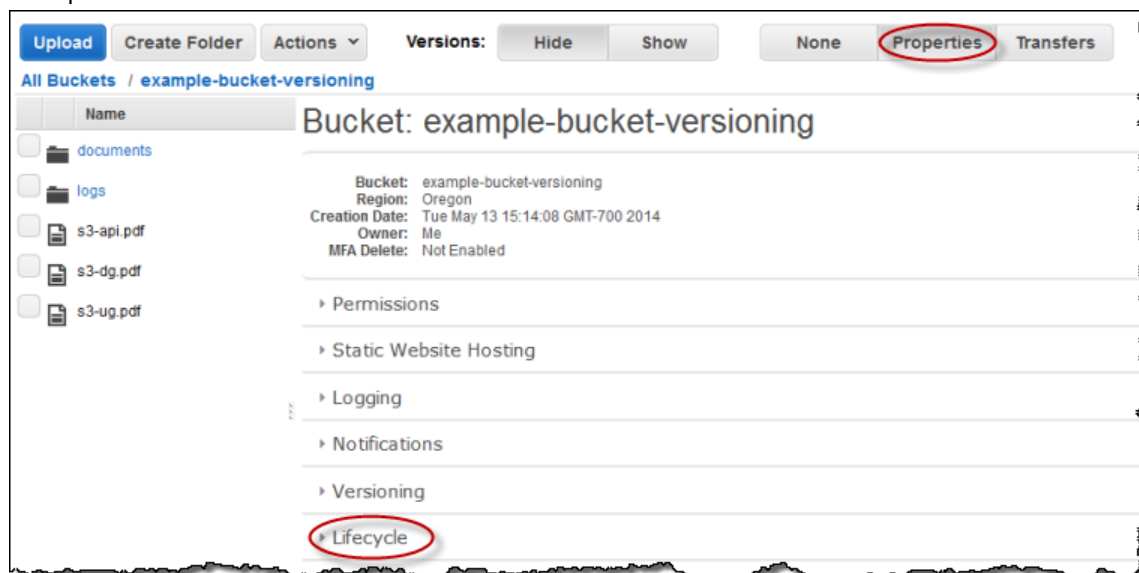 Upload Create Folder Actions Versions: Hide Show None Properties Transfers
All Buckets / example-bucket-versioning
Name
documents
logs
s3-api.pdf
s3-dg.pdf
s3-ug.pdf
Bucket: example-bucket-versioning
Bucket: example-bucket-versioning
Region: Oregon
Creation Date: Tue May 13 15:14:08 GMT-700 2014
Owner: Me
MFA Delete: Not Enabled
Permissions
Static Website Hosting
Logging
Notifications
Versioning
Lifecycle